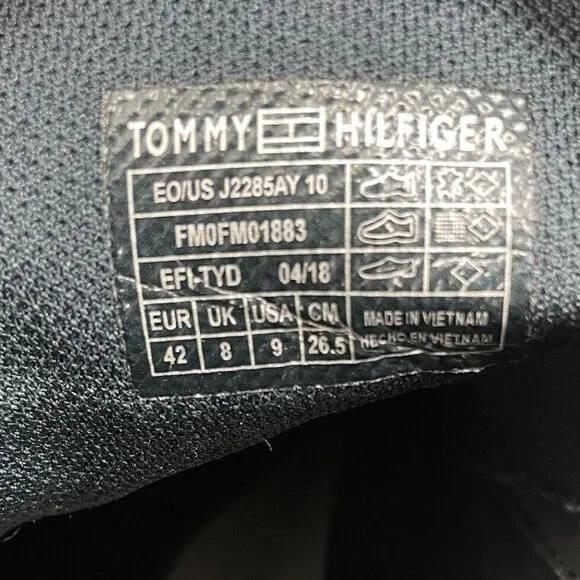 TOMMY HILFIGER
EO/US J2285AY 10
FM0FM01883
EFI-TYD 04/18
EUR UK USA CM
42 8 9 26.5
MADE IN VIETNAM
HECHO EN VIETNAM